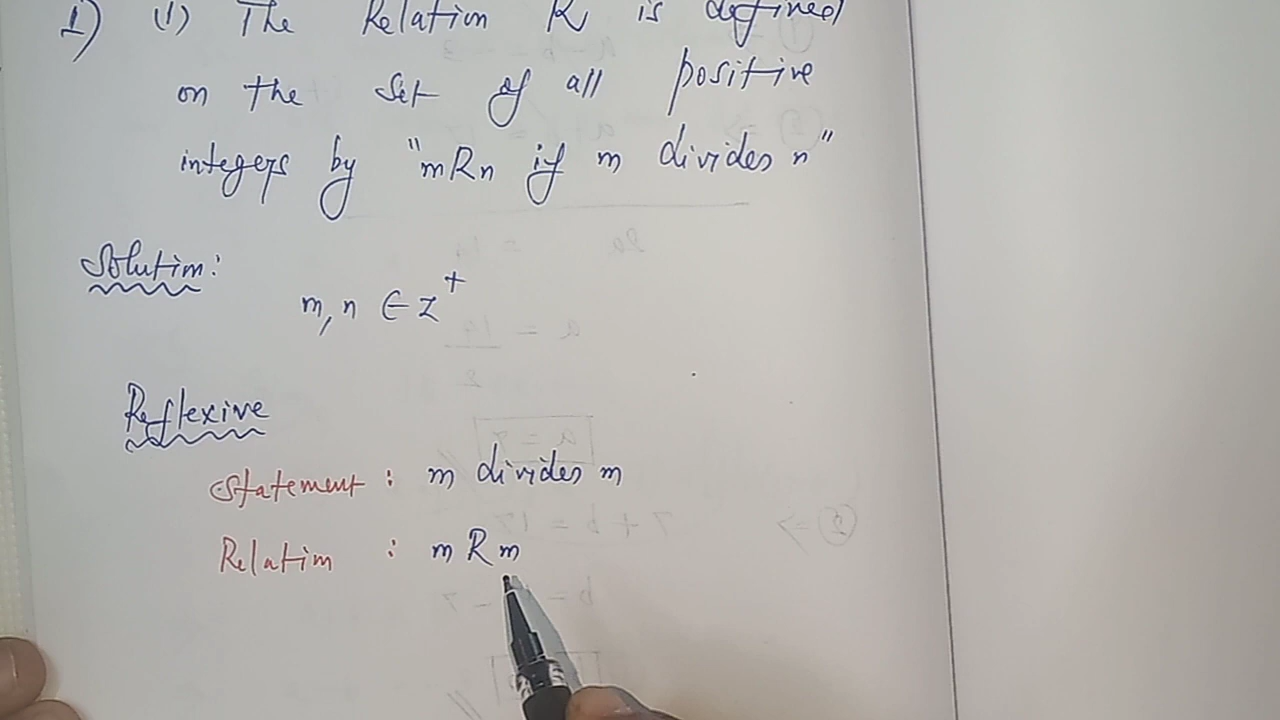 1) (1) The Relation R is defined
on the set of all positive
integers by "mRn if m divides n"
Solution:
m, n ∈ Z⁺
Reflexive
Statement : m divides m
Relation : m R m